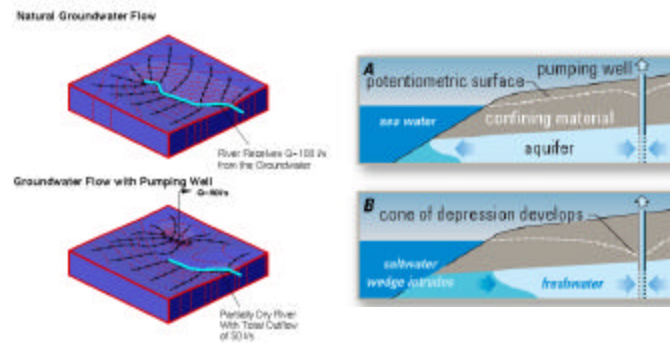 Natural Groundwater Flow
River Receives Q=100 l/s
from the Groundwater
Groundwater Flow with Pumping Well
Q=50l/s
Partially Dry River
With Total Outflow
of 50 l/s
A
pumping well
potentiometric surface
sea water
confining material
aquifer
B
cone of depression develops
saltwater
wedge intrudes
freshwater